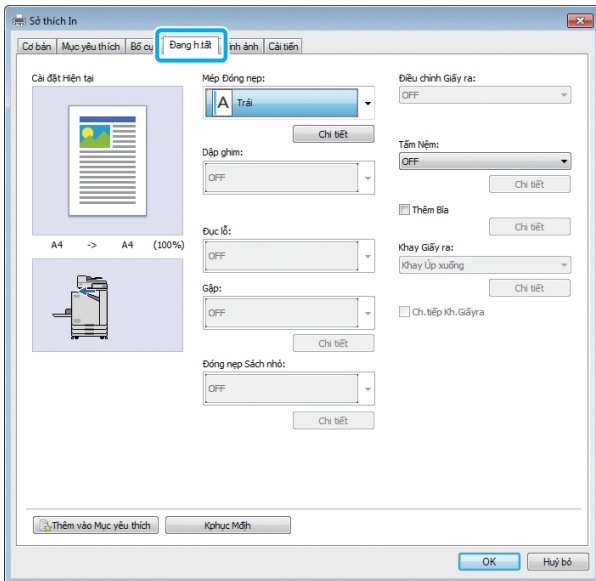 Sở thích In
Cơ bản
Mục yêu thích
Bố cụ
Đang h.tất
nh ảnh
Cải tiến
Cài đặt Hiện tại
A4 -> A4 (100%)
Mép Đóng nẹp:
A Trái
Chi tiết
Dập ghim:
OFF
Đục lỗ:
OFF
Gập:
OFF
Chi tiết
Đóng nẹp Sách nhỏ:
OFF
Chi tiết
Điều chỉnh Giấy ra:
OFF
Tấm Nệm:
OFF
Chi tiết
Thêm Bìa
Chi tiết
Khay Giấy ra:
Khay Úp xuống
Chi tiết
Ch.tiếp Kh.Giấyra
Thêm vào Mục yêu thích
Kphục Mđịh
OK
Huỷ bỏ